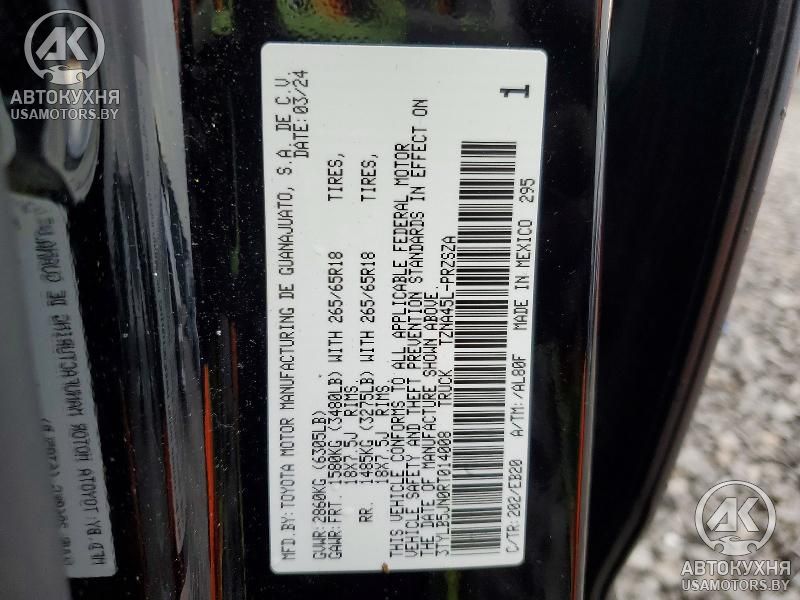 MFD.BY:TOYOTA MOTOR MANUFACTURING DE GUANAJUATO, S.A. DE C.V.
DATE: 03/24
GVWR: 2860KG (6305LB)
GAWR: FRT. 1580KG (3480LB) WITH 265/65R18 TIRES,
18X7.5J RIMS,
RR. 1485KG (3275LB) WITH 265/65R18 TIRES,
18X7.5J RIMS,
THIS VEHICLE CONFORMS TO ALL APPLICABLE FEDERAL MOTOR
VEHICLE SAFETY AND THEFT PREVENTION STANDARDS IN EFFECT ON
THE DATE OF MANUFACTURE SHOWN ABOVE.
3TYLB5JN0RT014008 TRUCK TZNA45L-PRZSZA
C/TR:202/EB20 A/TM:/AL80F MADE IN MEXICO 295
1
АК
АВТОКУХНЯ
USAMOTORS.BY
АК
АВТОКУХНЯ
USAMOTORS.BY